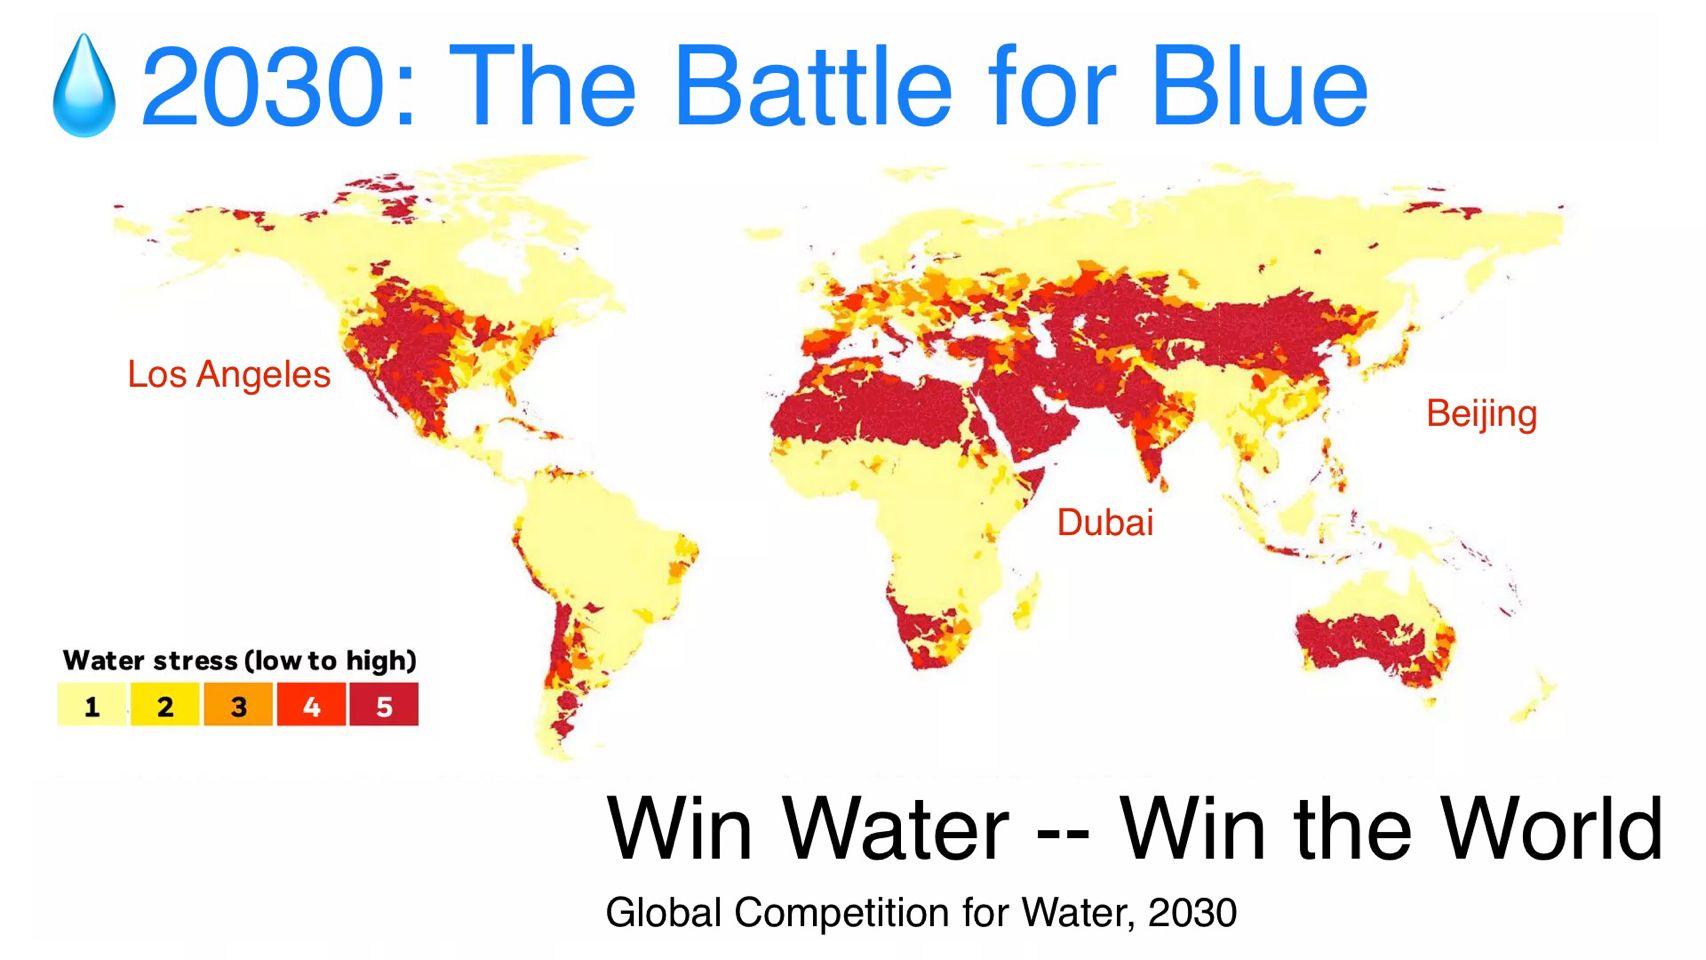 2030: The Battle for Blue
Los Angeles
Beijing
Dubai
Water stress (low to high)
1 2 3 4 5
Win Water -- Win the World
Global Competition for Water, 2030